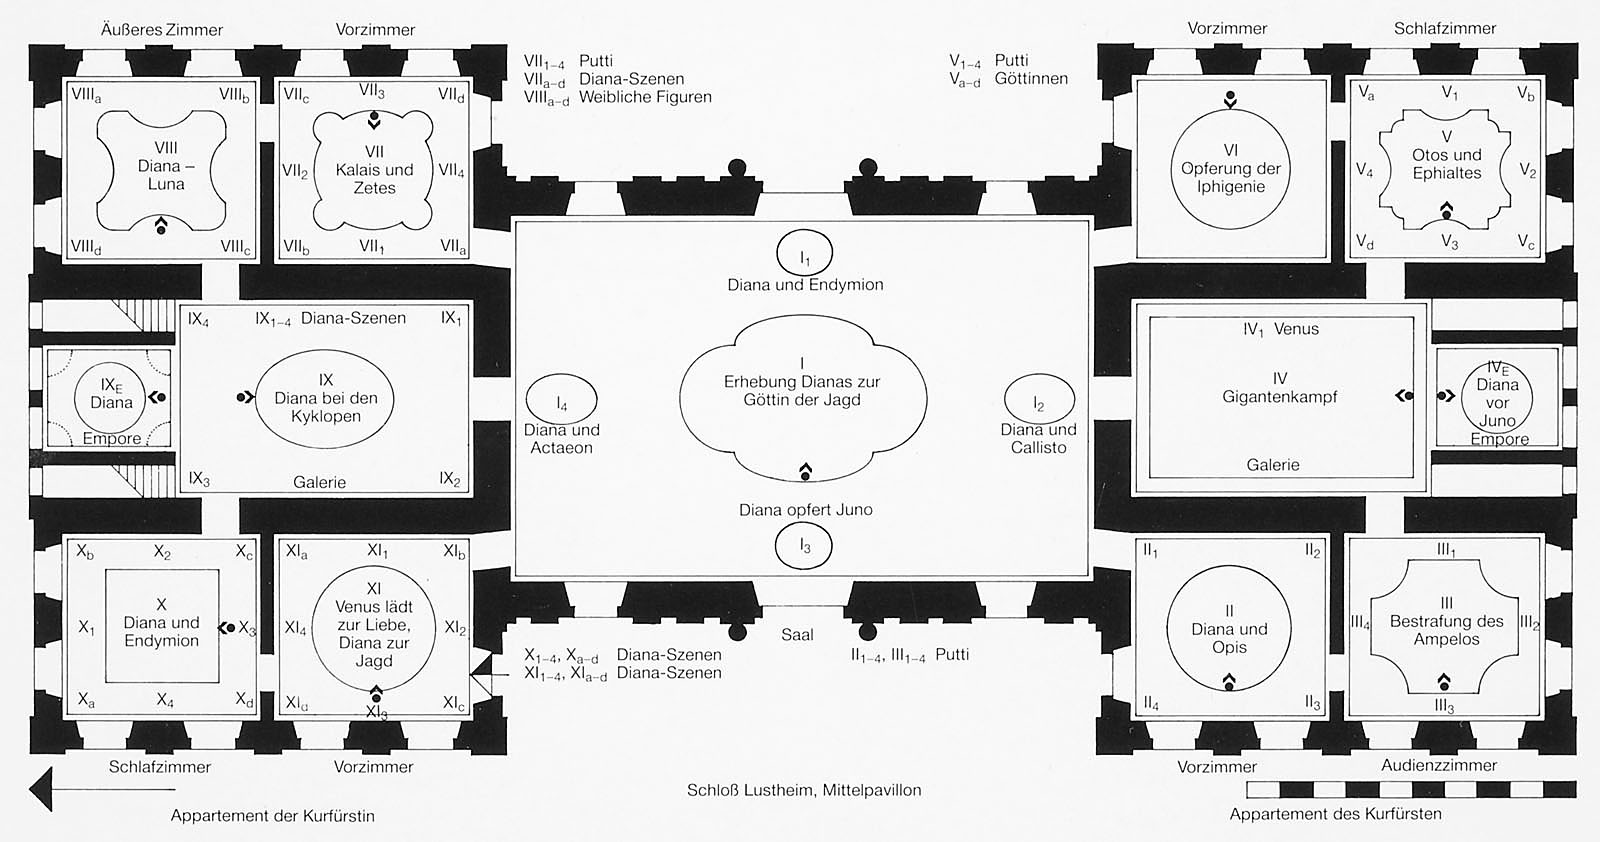 Äußeres Zimmer
Vorzimmer
Vorzimmer
Schlafzimmer
VII1–4 Putti
VIIa–d Diana-Szenen
VIIIa–d Weibliche Figuren
V1–4 Putti
Va–d Göttinnen
VIIIa VIIIb
VIII
Diana –
Luna
VIIId VIIIc
VIIc VII3 VIId
VII
VII2 Kalais und VII4
Zetes
VIIb VII1 VIIa
VI
Opferung der
Iphigenie
Va V1 Vb
V
Otos und
V4 Ephialtes V2
Vd V3 Vc
IX4 IX1–4 Diana-Szenen IX1
IX
Diana bei den
Kyklopen
IX3 Galerie IX2
IXE
Diana
Empore
I1
Diana und Endymion
I
Erhebung Dianas zur
Göttin der Jagd
I4
Diana und
Actaeon
I2
Diana und
Callisto
Diana opfert Juno
I3
Saal
IV1 Venus
IV
Gigantenkampf
Galerie
IVE
Diana
vor
Juno
Empore
Xb X2 Xc
X
X1 Diana und X3
Endymion
Xa X4 Xd
XIa XI1 XIb
XI
Venus lädt
XI4 zur Liebe, XI2
Diana zur
Jagd
XId XI3 XIc
II1 II2
II
Diana und
Opis
II4 II3
III1
III
III4 Bestrafung des III2
Ampelos
III3
X1–4, Xa–d Diana-Szenen
XI1–4, XIa–d Diana-Szenen
II1–4, III1–4 Putti
Schlafzimmer
Vorzimmer
Vorzimmer
Audienzzimmer
Appartement der Kurfürstin
Schloß Lustheim, Mittelpavillon
Appartement des Kurfürsten